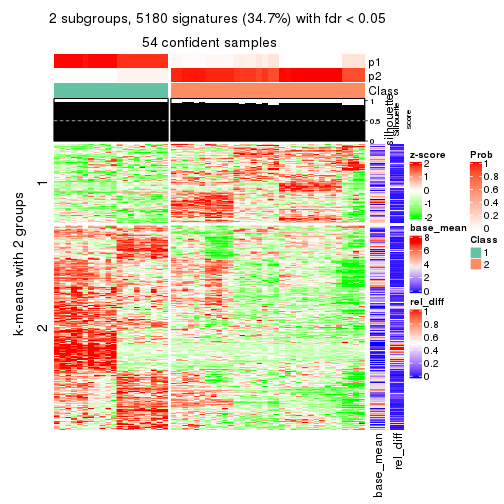 2 subgroups, 5180 signatures (34.7%) with fdr < 0.05
54 confident samples
p1
p2
Class
1
0.5
0
Silhouette
score
silhouette
k-means with 2 groups
1
2
base_mean
rel_diff
z-score
2
1
0
-1
-2
base_mean
8
6
4
2
0
rel_diff
1
0.8
0.6
0.4
0.2
0
Prob
1
0.8
0.6
0.4
0.2
0
Class
1
2